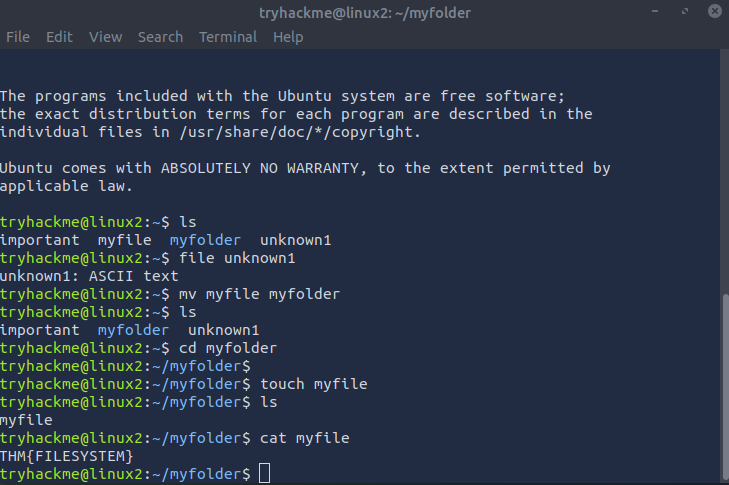 tryhackme@linux2: ~/myfolder
File Edit View Search Terminal Help
The programs included with the Ubuntu system are free software;
the exact distribution terms for each program are described in the
individual files in /usr/share/doc/*/copyright.
Ubuntu comes with ABSOLUTELY NO WARRANTY, to the extent permitted by
applicable law.
tryhackme@linux2:~$ ls
important  myfile  myfolder  unknown1
tryhackme@linux2:~$ file unknown1
unknown1: ASCII text
tryhackme@linux2:~$ mv myfile myfolder
tryhackme@linux2:~$ ls
important  myfolder  unknown1
tryhackme@linux2:~$ cd myfolder
tryhackme@linux2:~/myfolder$
tryhackme@linux2:~/myfolder$ touch myfile
tryhackme@linux2:~/myfolder$ ls
myfile
tryhackme@linux2:~/myfolder$ cat myfile
THM{FILESYSTEM}
tryhackme@linux2:~/myfolder$